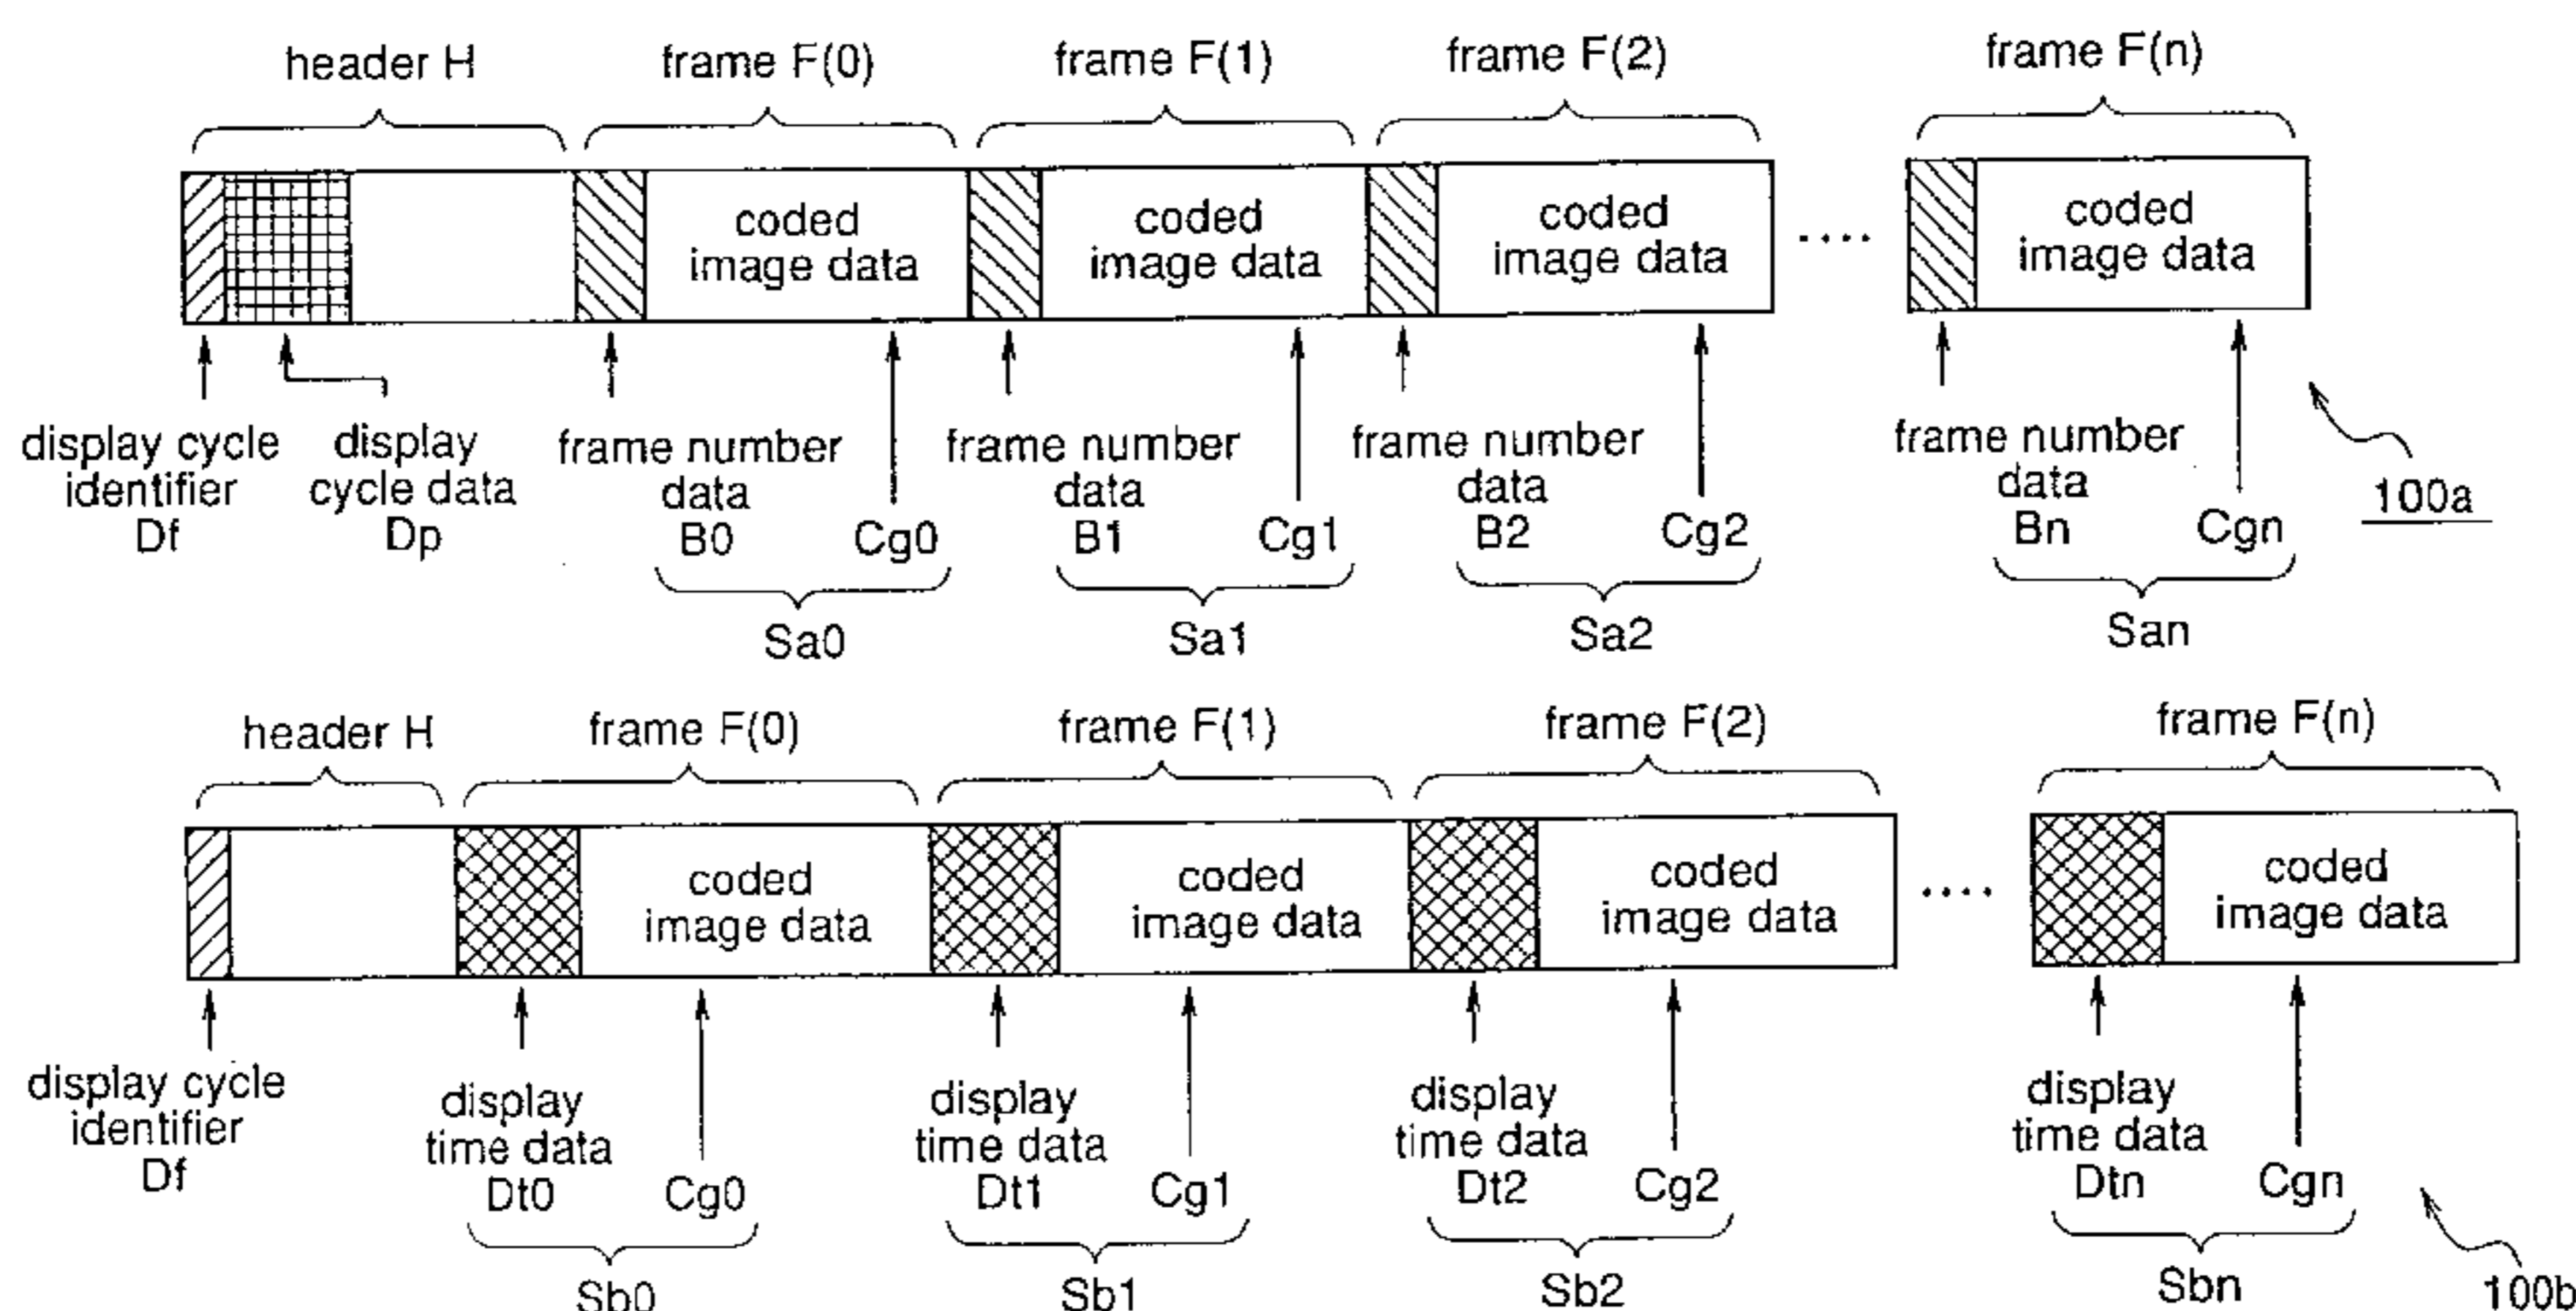 header H
frame F(0)
frame F(1)
frame F(2)
frame F(n)
coded
image data
coded
image data
coded
image data
....
coded
image data
display cycle
identifier
Df
display
cycle data
Dp
frame number
data
B0
Cg0
Sa0
frame number
data
B1
Cg1
Sa1
frame number
data
B2
Cg2
Sa2
frame number
data
Bn
Cgn
San
100a
header H
frame F(0)
frame F(1)
frame F(2)
frame F(n)
coded
image data
coded
image data
coded
image data
....
coded
image data
display cycle
identifier
Df
display
time data
Dt0
Cg0
Sb0
display
time data
Dt1
Cg1
Sb1
display
time data
Dt2
Cg2
Sb2
display
time data
Dtn
Cgn
Sbn
100b